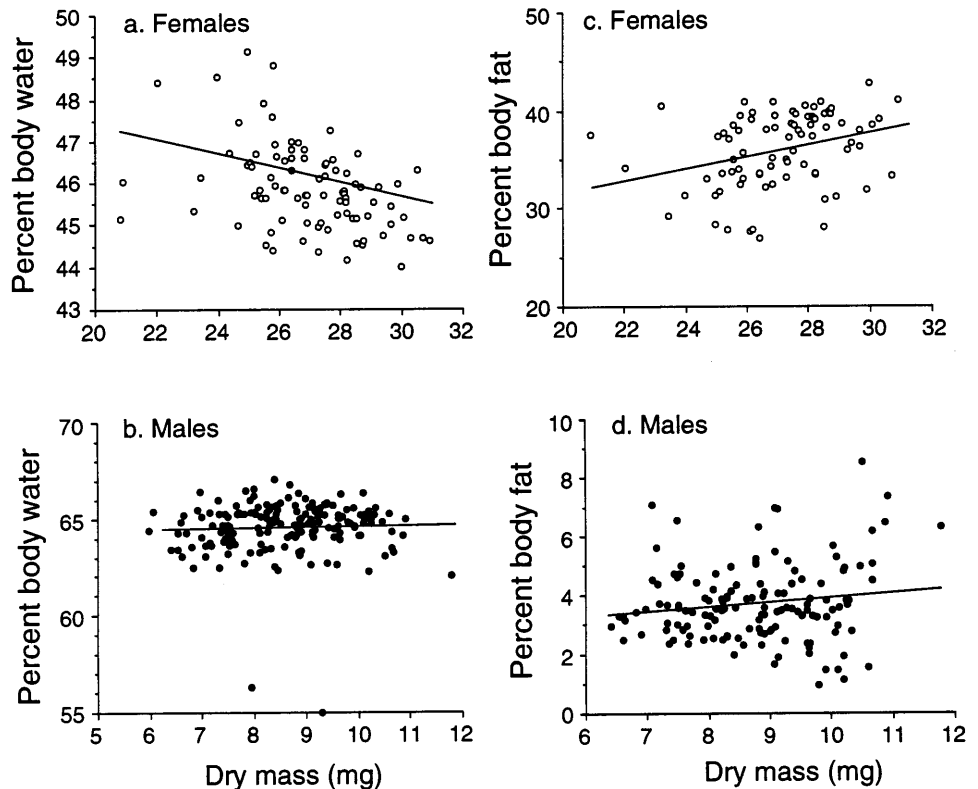 a. Females
Percent body water
50
49
48
47
46
45
44
43
20 22 24 26 28 30 32
c. Females
Percent body fat
50
40
30
20
20 22 24 26 28 30 32
b. Males
Percent body water
70
65
60
55
5 6 7 8 9 10 11 12
Dry mass (mg)
d. Males
Percent body fat
10
8
6
4
2
0
6 7 8 9 10 11 12
Dry mass (mg)